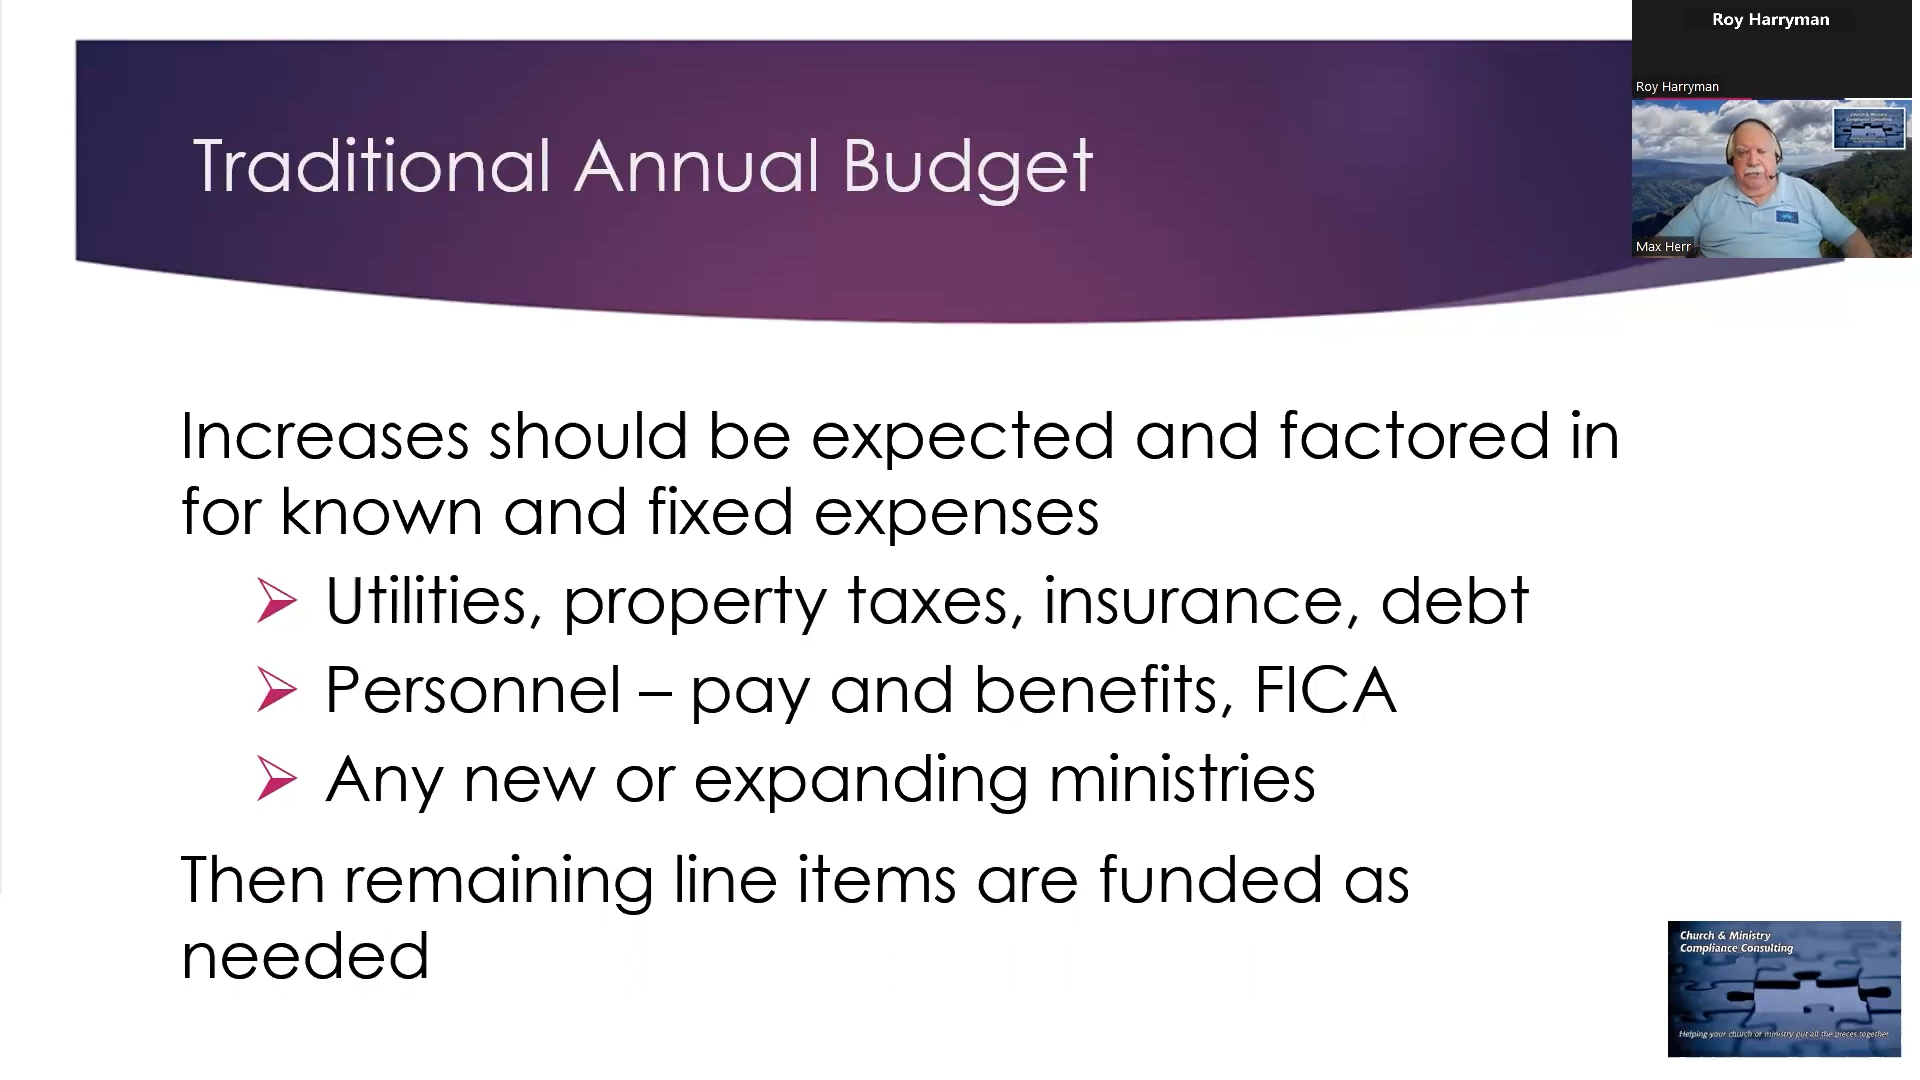 Roy Harryman
Roy Harryman
Max Herr
Traditional Annual Budget
Increases should be expected and factored in
for known and fixed expenses
Utilities, property taxes, insurance, debt
Personnel – pay and benefits, FICA
Any new or expanding ministries
Then remaining line items are funded as
needed
Church & Ministry
Compliance Consulting
Helping your church or ministry put all the pieces together